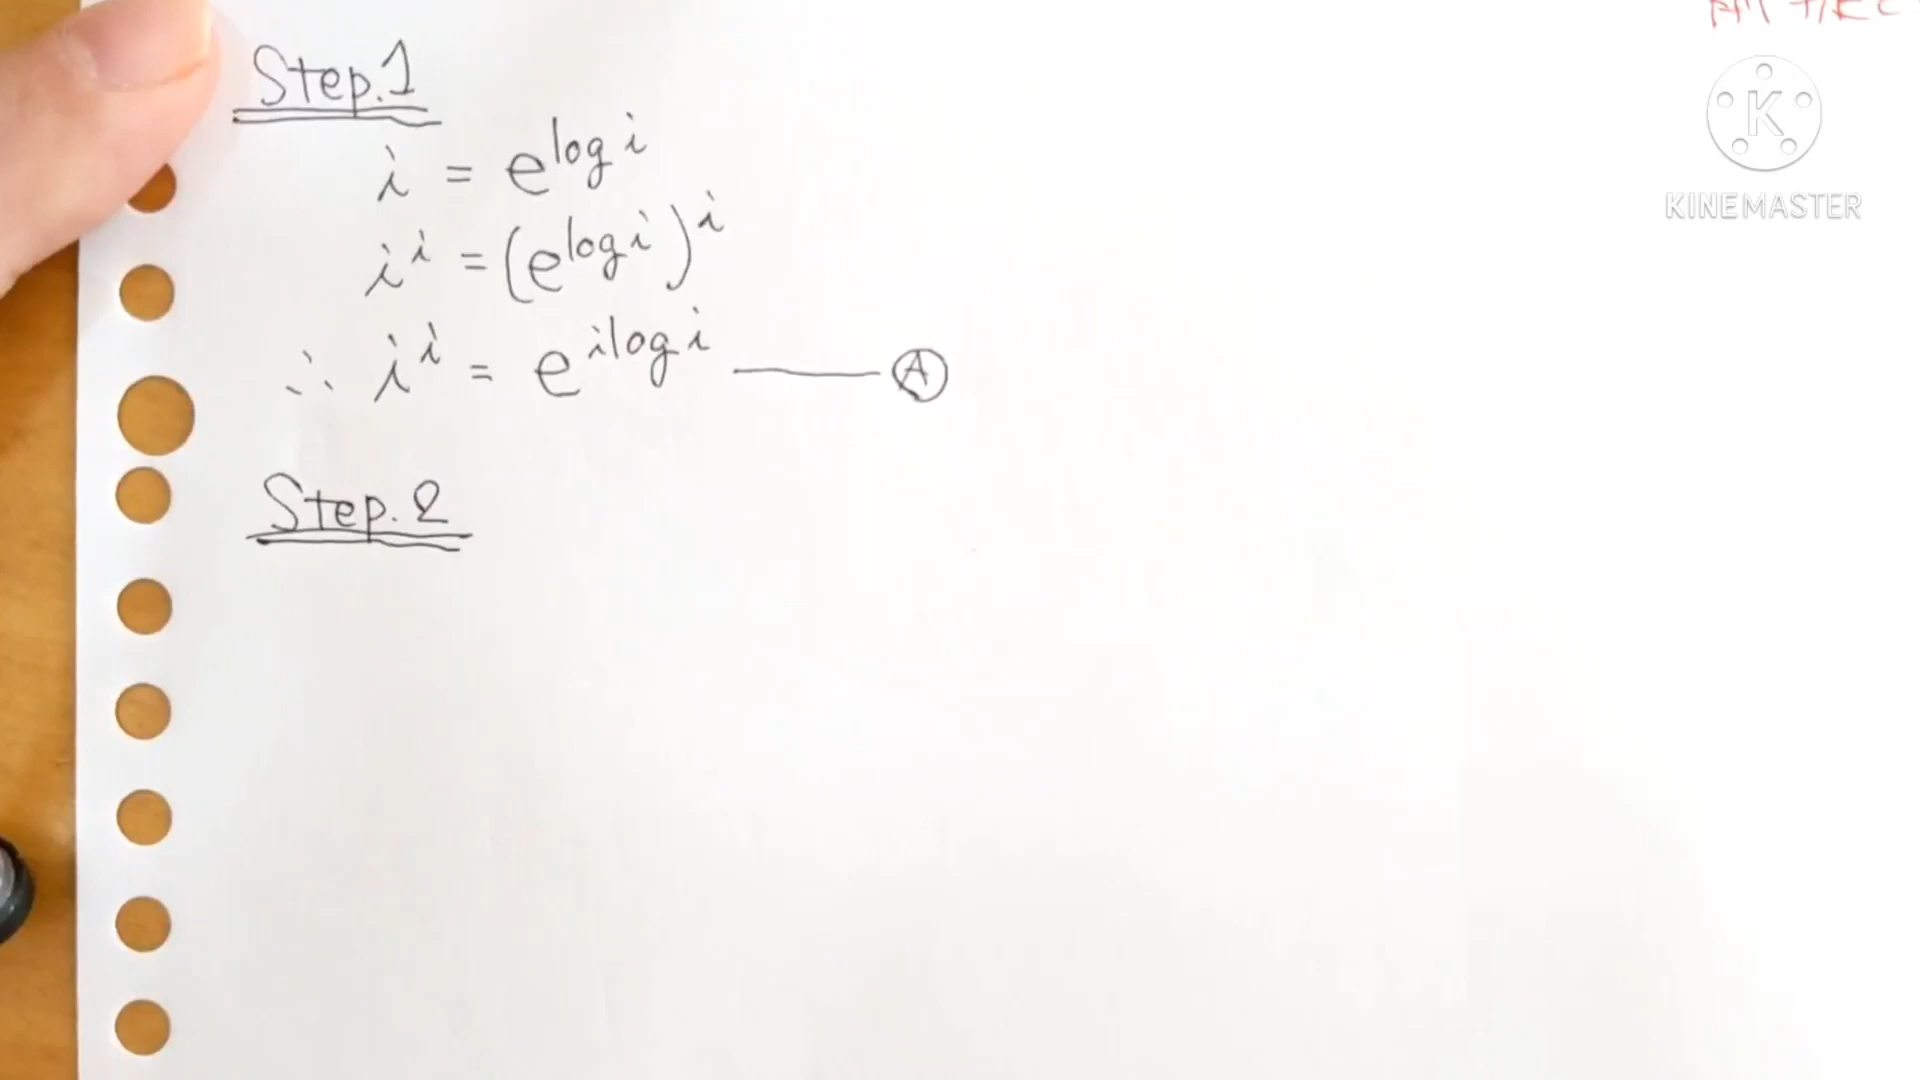 Step.1
i = e^{log i}
i^i = (e^{log i})^i
∴ i^i = e^{i log i} —— Ⓐ
Step.2
K
KINEMASTER